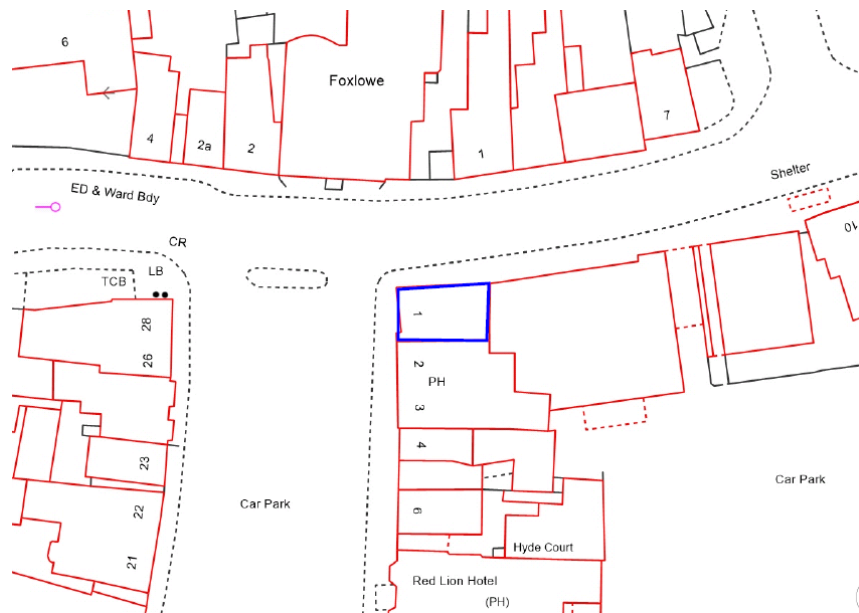 6
Foxlowe
4
2a
2
1
7
ED & Ward Bdy
Shelter
10
CR
LB
TCB
28
26
1
2
PH
3
4
23
22
21
Car Park
6
Car Park
Hyde Court
Red Lion Hotel
(PH)